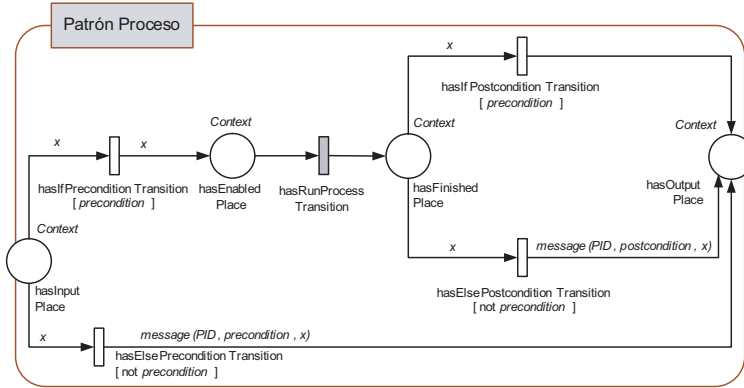 Patrón Proceso
x
hasIf Postcondition Transition
[ precondition ]
Context
Context
Context
x
x
hasIfPrecondition Transition
[ precondition ]
hasEnabled
Place
hasRunProcess
Transition
hasFinished
Place
hasOutput
Place
Context
hasInput
Place
x
message (PID, postcondition, x)
hasElsePostcondition Transition
[ not precondition ]
x
message (PID, precondition, x)
hasElsePrecondition Transition
[ not precondition ]